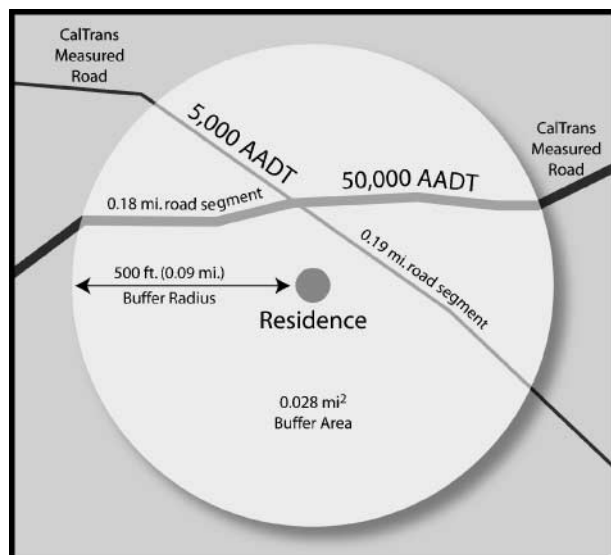 CalTrans
Measured
Road
5,000 AADT
CalTrans
Measured
Road
50,000 AADT
0.18 mi. road segment
0.19 mi. road segment
500 ft. (0.09 mi.)
Buffer Radius
Residence
0.028 mi²
Buffer Area